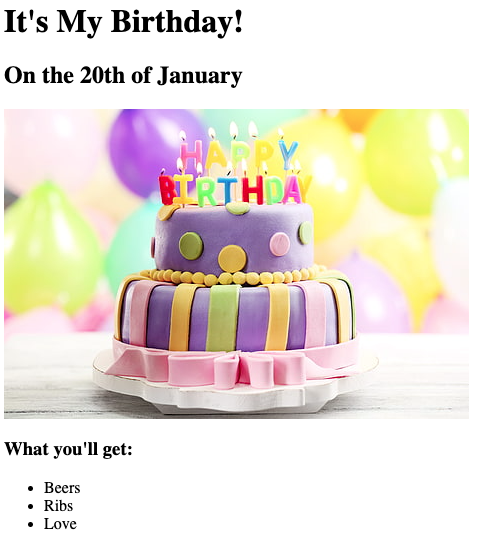 It's My Birthday!
On the 20th of January
HAPPY
BIRTHDAY
What you'll get:
Beers
Ribs
Love